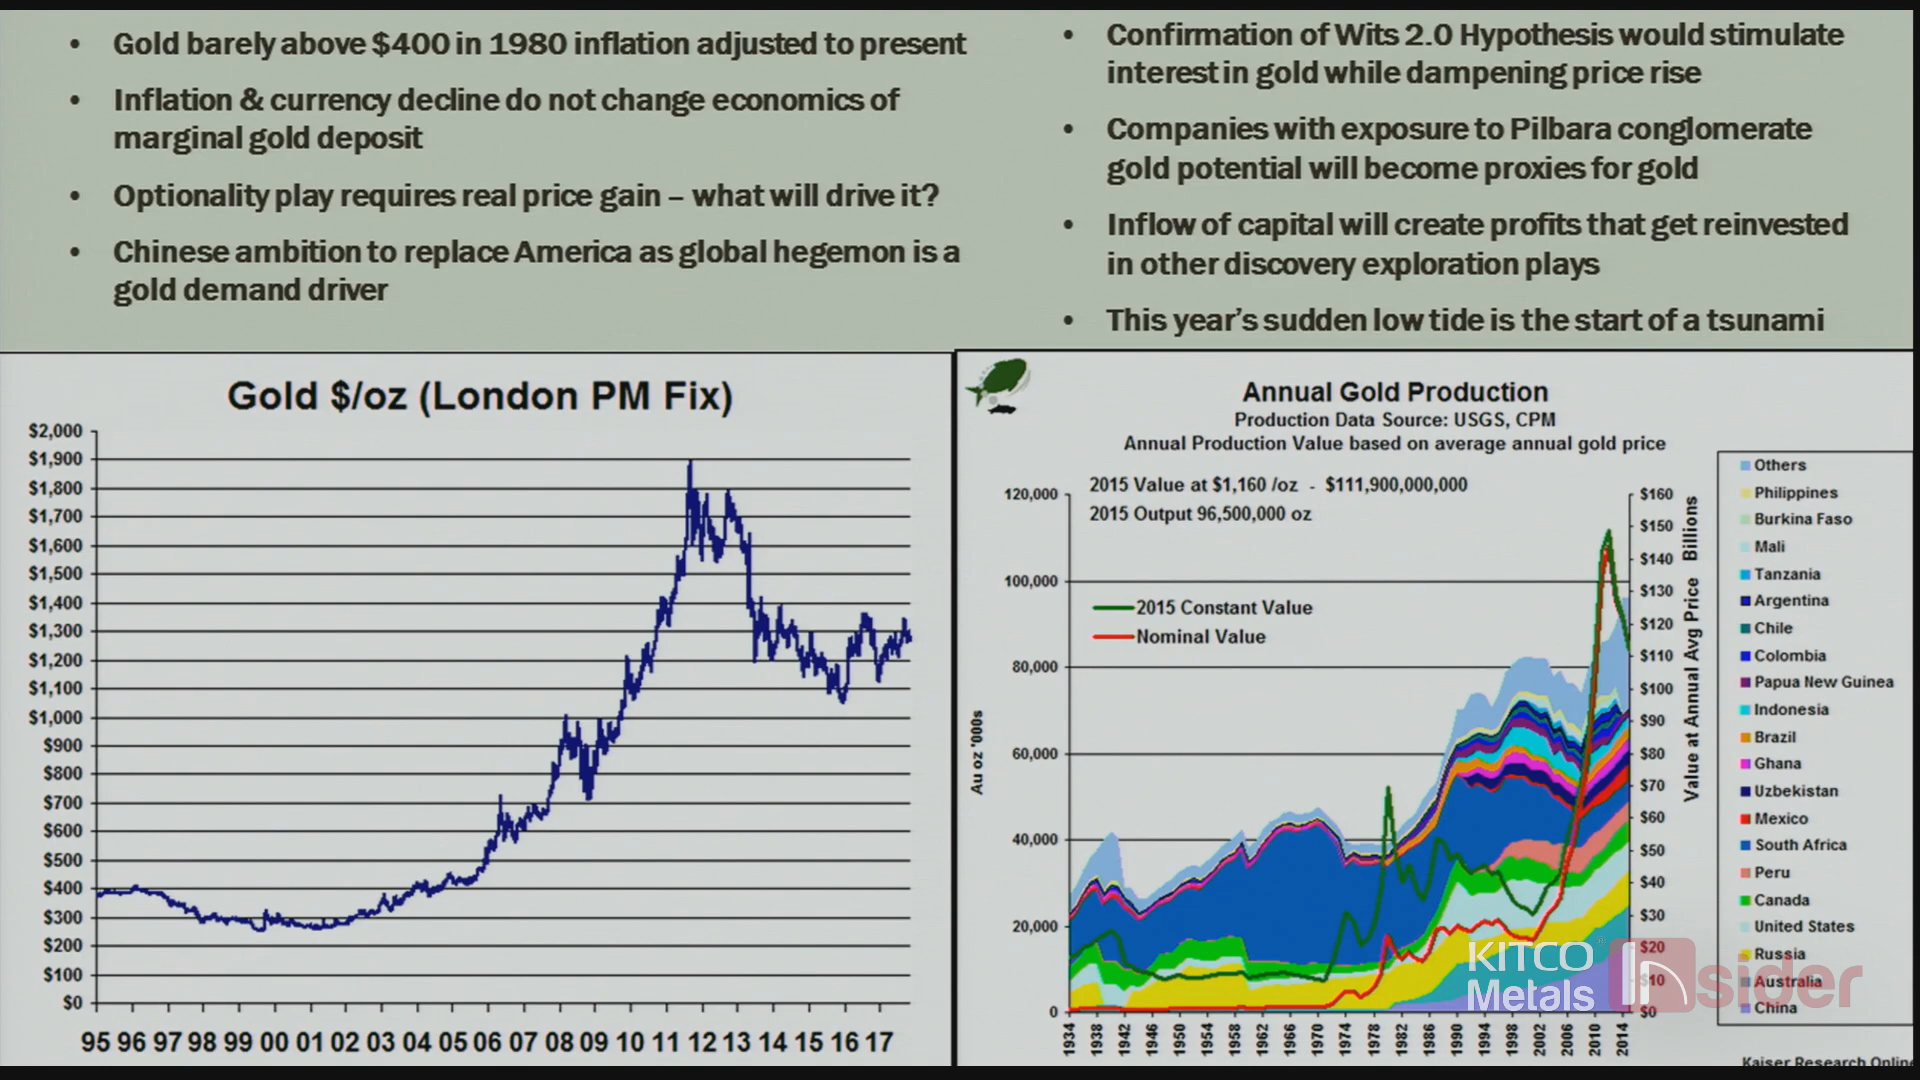 • Gold barely above $400 in 1980 inflation adjusted to present
• Inflation & currency decline do not change economics of
marginal gold deposit
• Optionality play requires real price gain – what will drive it?
• Chinese ambition to replace America as global hegemon is a
gold demand driver
• Confirmation of Wits 2.0 Hypothesis would stimulate
interest in gold while dampening price rise
• Companies with exposure to Pilbara conglomerate
gold potential will become proxies for gold
• Inflow of capital will create profits that get reinvested
in other discovery exploration plays
• This year's sudden low tide is the start of a tsunami
Gold $/oz (London PM Fix)
$2,000
$1,900
$1,800
$1,700
$1,600
$1,500
$1,400
$1,300
$1,200
$1,100
$1,000
$900
$800
$700
$600
$500
$400
$300
$200
$100
$0
95 96 97 98 99 00 01 02 03 04 05 06 07 08 09 10 11 12 13 14 15 16 17
Annual Gold Production
Production Data Source: USGS, CPM
Annual Production Value based on average annual gold price
2015 Value at $1,160 /oz - $111,900,000,000
2015 Output 96,500,000 oz
2015 Constant Value
Nominal Value
Au oz '000s
120,000
100,000
80,000
60,000
40,000
20,000
0
1934 1938 1942 1946 1950 1954 1958 1962 1966 1970 1974 1978 1982 1986 1990 1994 1998 2002 2006 2010 2014
$160
$150
$140
$130
$120
$110
$100
$90
$80
$70
$60
$50
$40
$30
$20
$10
$0
Value at Annual Avg Price Billions
Others
Philippines
Burkina Faso
Mali
Tanzania
Argentina
Chile
Colombia
Papua New Guinea
Indonesia
Brazil
Ghana
Uzbekistan
Mexico
South Africa
Peru
Canada
United States
Russia
Australia
China
KITCO
Metals
INsider
Kaiser Research Online